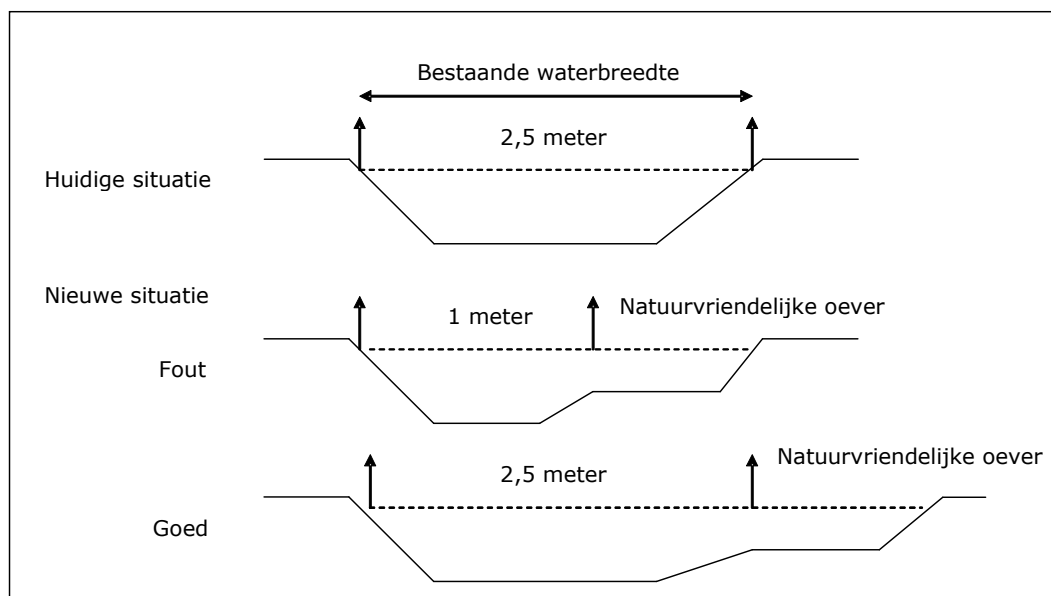 Bestaande waterbreedte
2,5 meter
Huidige situatie
Nieuwe situatie
1 meter
Natuurvriendelijke oever
Fout
2,5 meter
Natuurvriendelijke oever
Goed